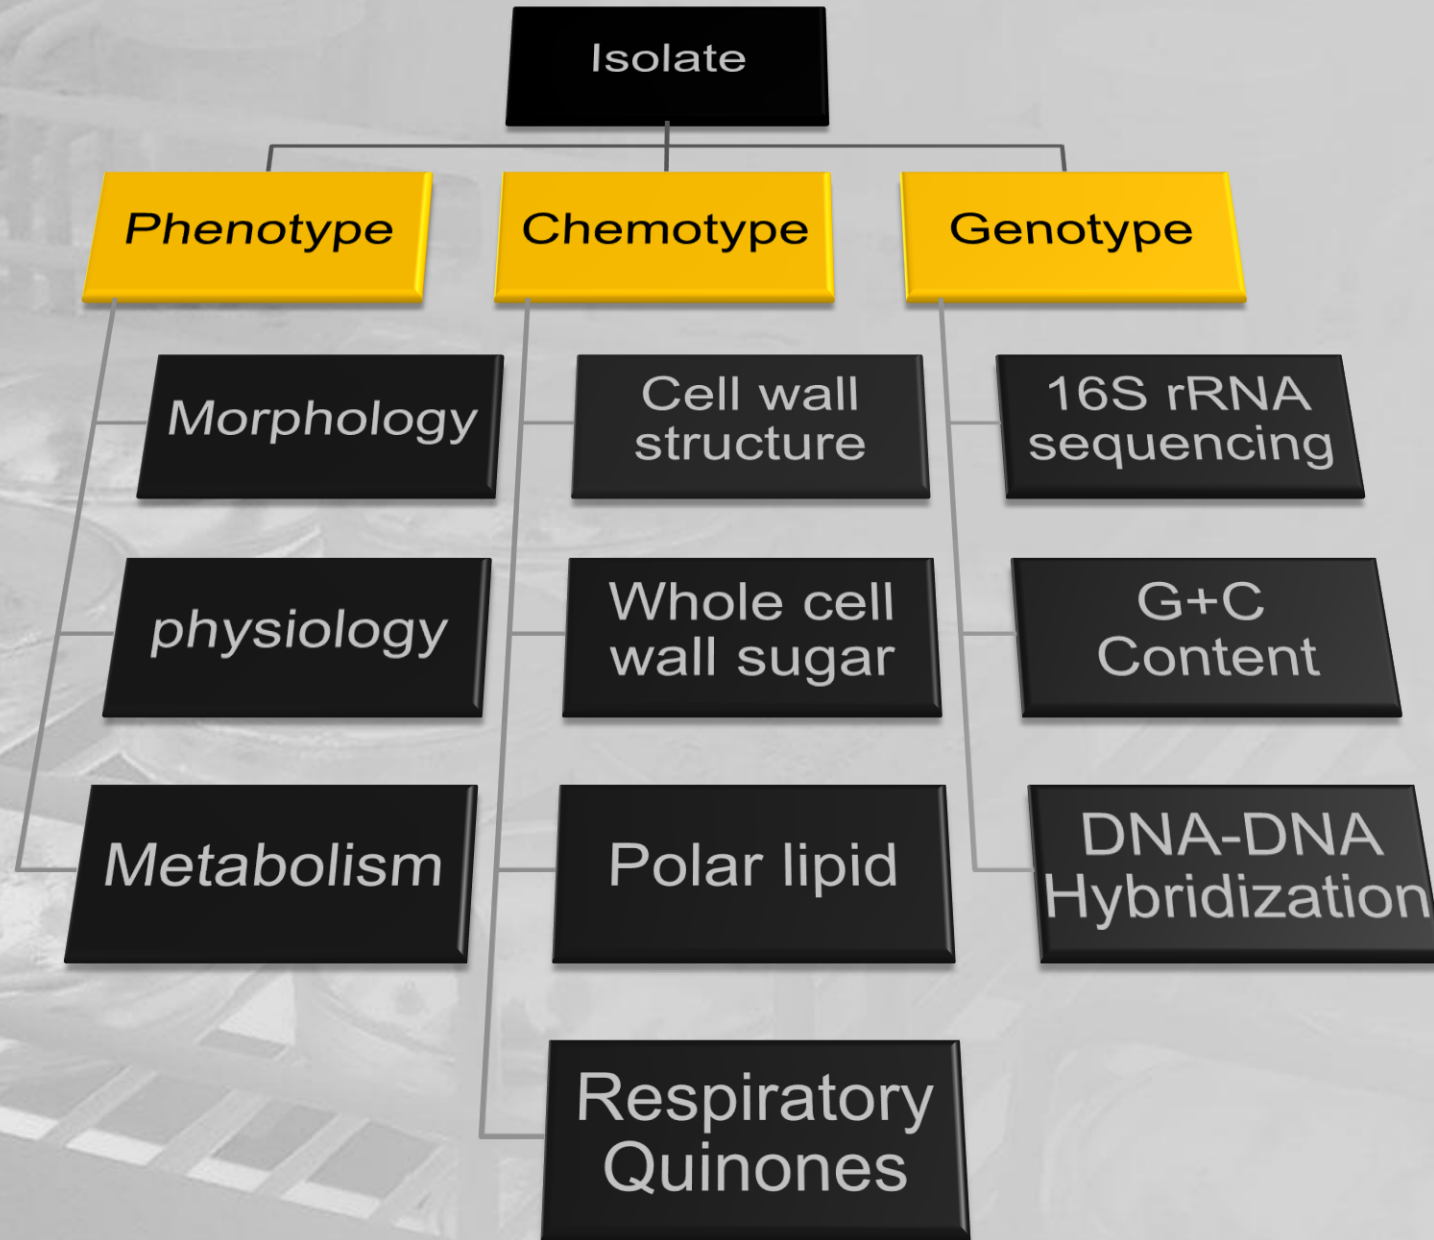 Isolate
Phenotype
Chemotype
Genotype
Morphology
Cell wall
structure
16S rRNA
sequencing
physiology
Whole cell
wall sugar
G+C
Content
Metabolism
Polar lipid
DNA-DNA
Hybridization
Respiratory
Quinones